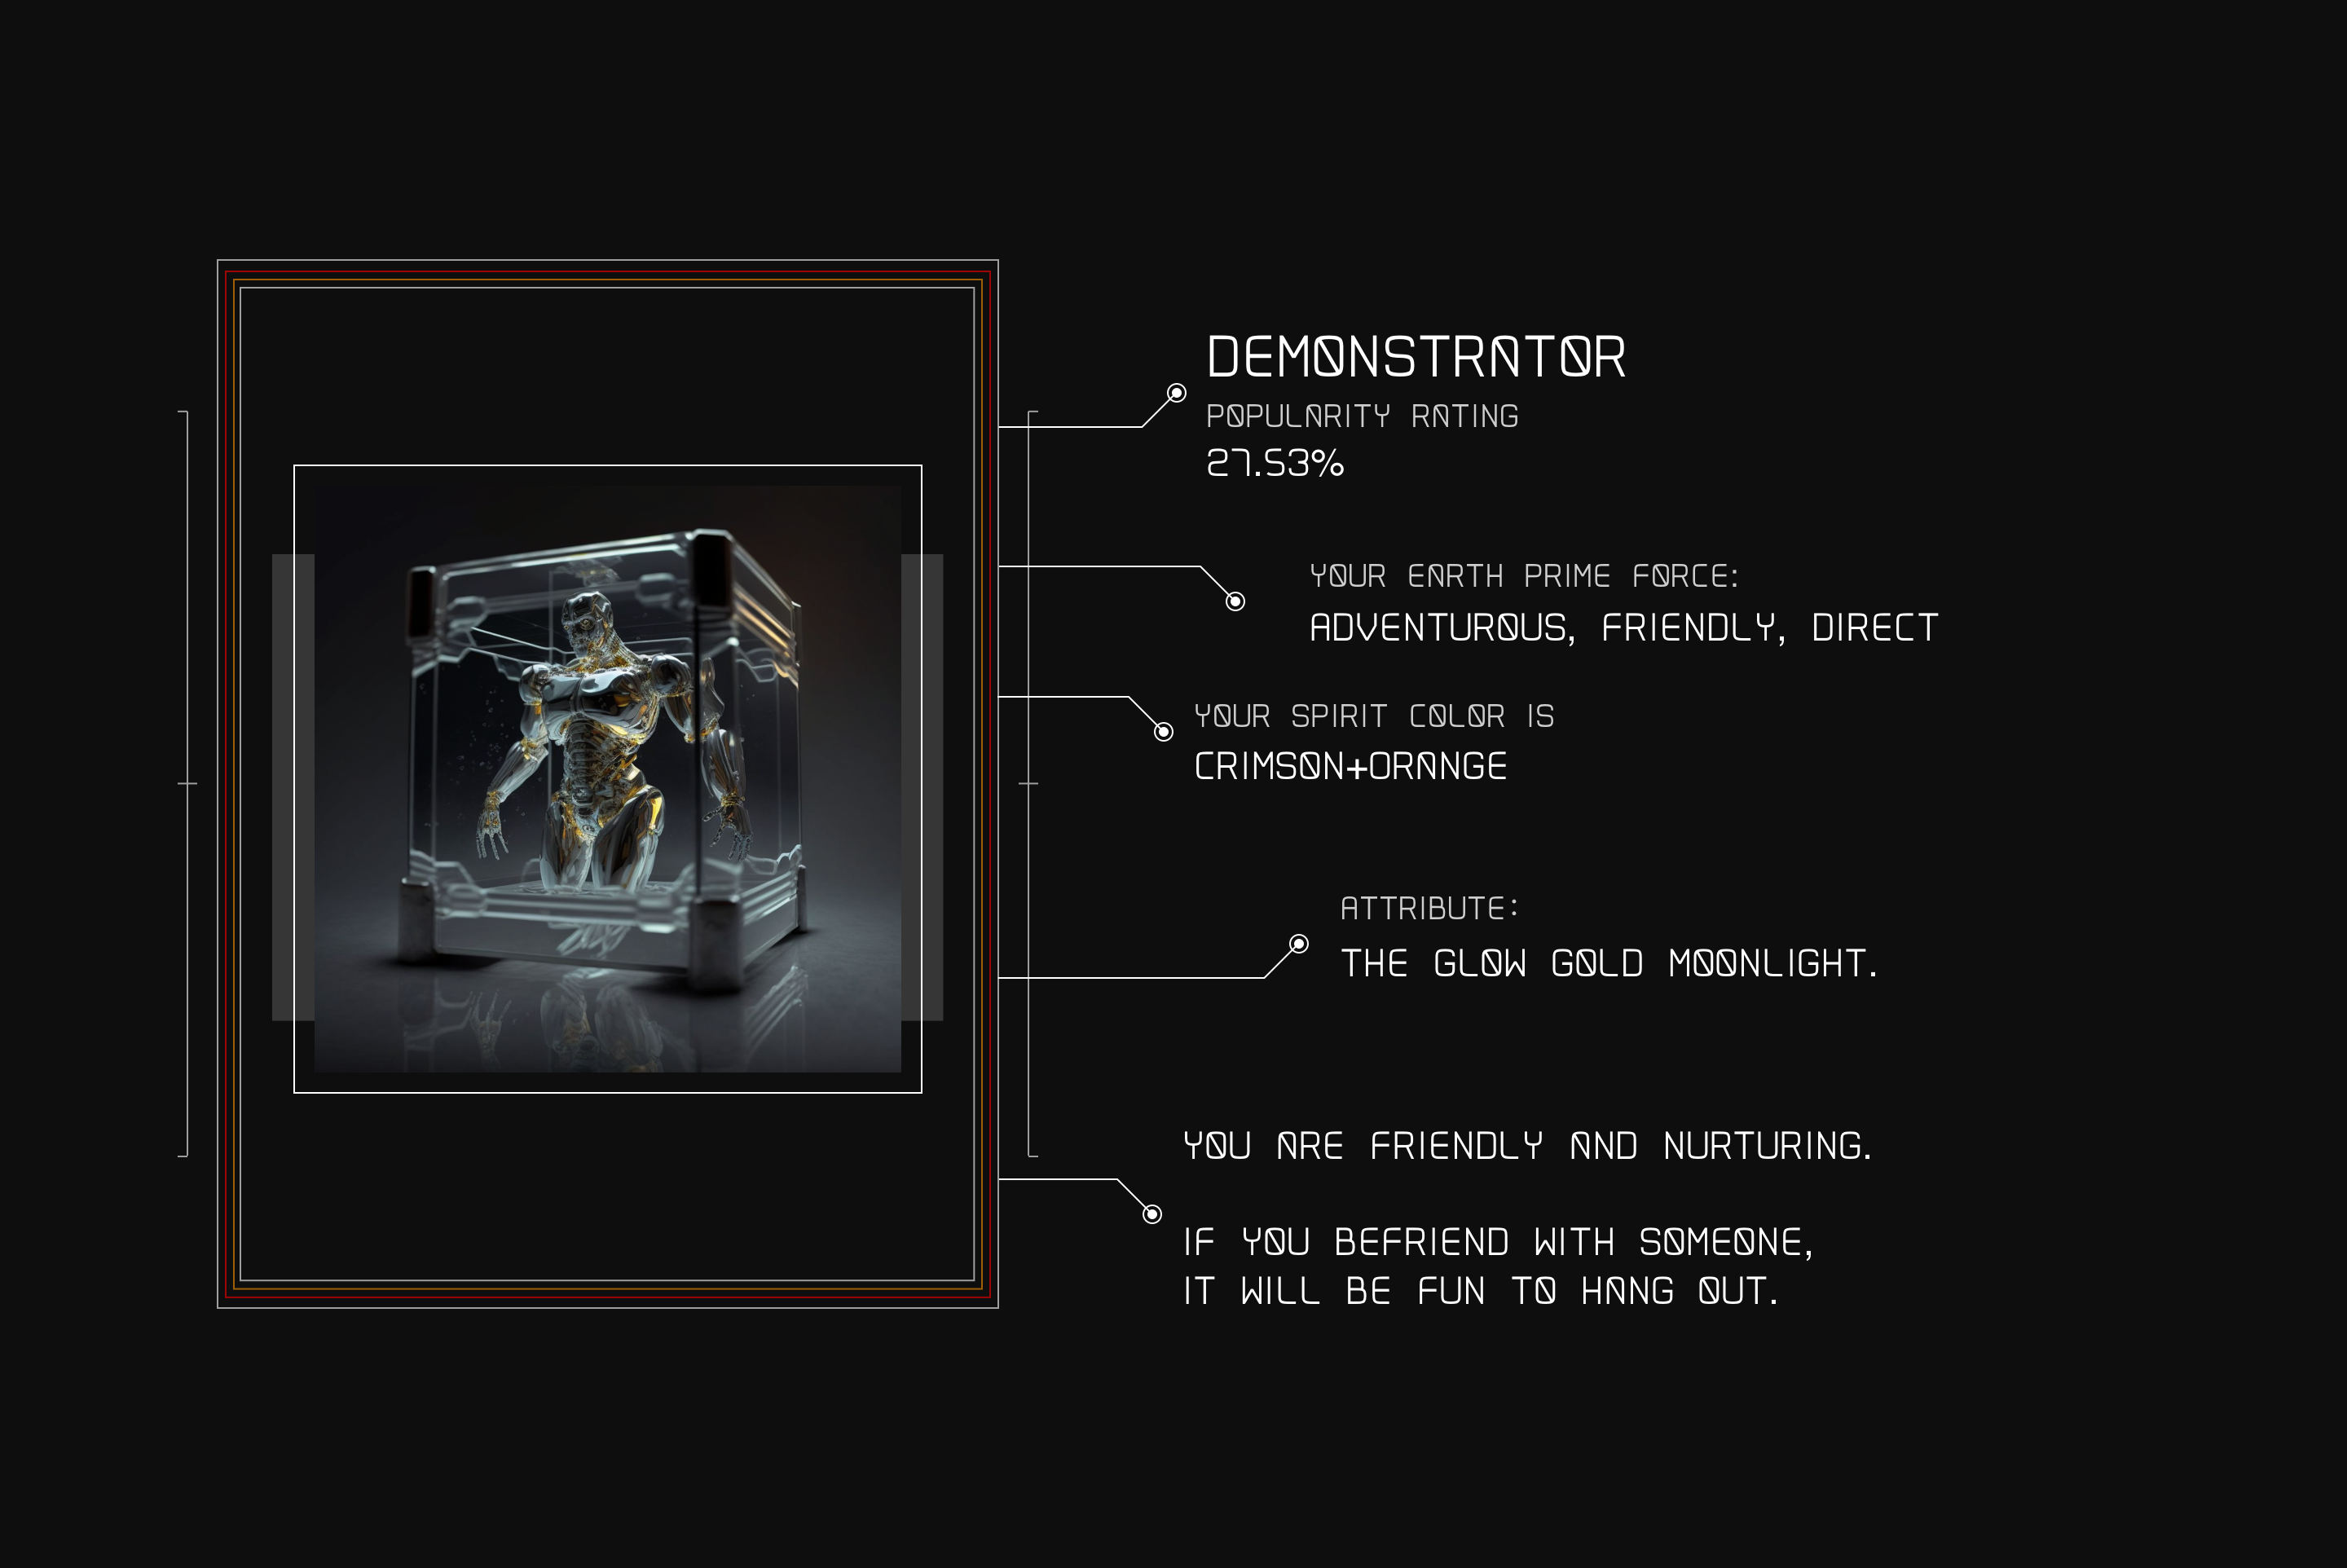 DEMONSTRATOR
POPULARITY RATING
27.53%
YOUR EARTH PRIME FORCE:
ADVENTUROUS, FRIENDLY, DIRECT
YOUR SPIRIT COLOR IS
CRIMSON+ORANGE
ATTRIBUTE:
THE GLOW GOLD MOONLIGHT.
YOU ARE FRIENDLY AND NURTURING.
IF YOU BEFRIEND WITH SOMEONE,
IT WILL BE FUN TO HANG OUT.